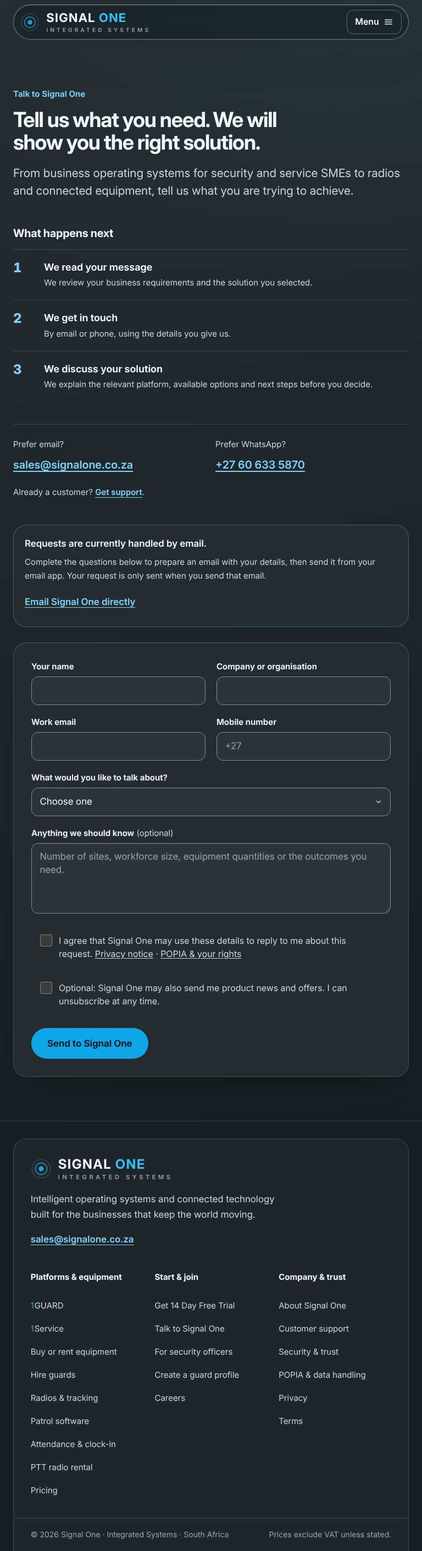 SIGNAL ONE
INTEGRATED SYSTEMS
Menu
Talk to Signal One
Tell us what you need. We will
show you the right solution.
From business operating systems for security and service SMEs to radios
and connected equipment, tell us what you are trying to achieve.
What happens next
1
We read your message
We review your business requirements and the solution you selected.
2
We get in touch
By email or phone, using the details you give us.
3
We discuss your solution
We explain the relevant platform, available options and next steps before you decide.
Prefer email?
sales@signalone.co.za
Prefer WhatsApp?
+27 60 633 5870
Already a customer? Get support.
Requests are currently handled by email.
Complete the questions below to prepare an email with your details, then send it from your
email app. Your request is only sent when you send that email.
Email Signal One directly
Your name
Company or organisation
Work email
Mobile number
+27
What would you like to talk about?
Choose one
Anything we should know (optional)
Number of sites, workforce size, equipment quantities or the outcomes you
need.
I agree that Signal One may use these details to reply to me about this
request. Privacy notice · POPIA & your rights
Optional: Signal One may also send me product news and offers. I can
unsubscribe at any time.
Send to Signal One
SIGNAL ONE
INTEGRATED SYSTEMS
Intelligent operating systems and connected technology
built for the businesses that keep the world moving.
sales@signalone.co.za
Platforms & equipment
1GUARD
1Service
Buy or rent equipment
Hire guards
Radios & tracking
Patrol software
Attendance & clock-in
PTT radio rental
Pricing
Start & join
Get 14 Day Free Trial
Talk to Signal One
For security officers
Create a guard profile
Careers
Company & trust
About Signal One
Customer support
Security & trust
POPIA & data handling
Privacy
Terms
© 2026 Signal One · Integrated Systems · South Africa
Prices exclude VAT unless stated.